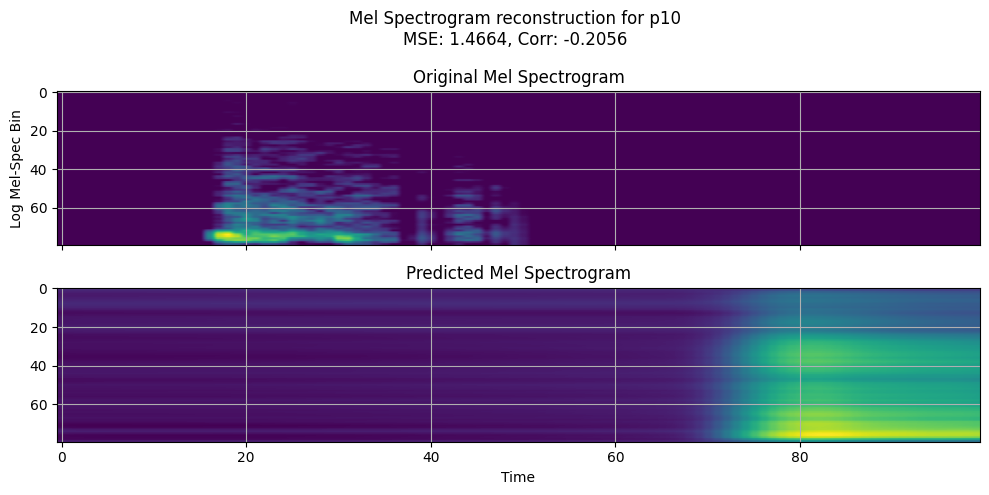 Mel Spectrogram reconstruction for p10
MSE: 1.4664, Corr: -0.2056
Original Mel Spectrogram
Log Mel-Spec Bin
0
20
40
60
Predicted Mel Spectrogram
0
20
40
60
0 20 40 60 80
Time